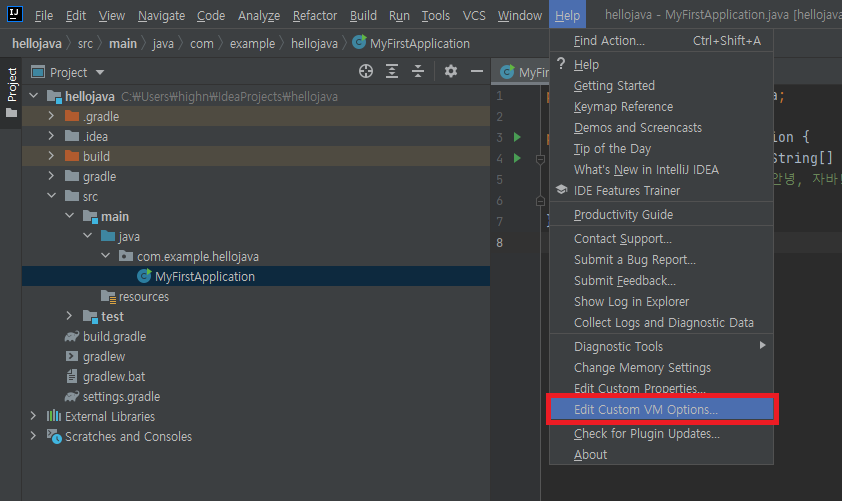 IJ File Edit View Navigate Code Analyze Refactor Build Run Tools VCS Window Help hellojava - MyFirstApplication.java [hellojava
hellojava src main java com example hellojava MyFirstApplication
Project
Project
hellojava C:\Users₩highn₩IdeaProjects₩hellojava
.gradle
.idea
build
gradle
src
main
java
com.example.hellojava
MyFirstApplication
resources
test
build.gradle
gradlew
gradlew.bat
settings.gradle
External Libraries
Scratches and Consoles
MyFir
1 a;
2
3 ion {
4 String[]
5 안녕, 자바!
6
7 }
8
Find Action... Ctrl+Shift+A
? Help
Getting Started
Keymap Reference
Demos and Screencasts
Tip of the Day
What's New in IntelliJ IDEA
IDE Features Trainer
Productivity Guide
Contact Support...
Submit a Bug Report...
Submit Feedback...
Show Log in Explorer
Collect Logs and Diagnostic Data
Diagnostic Tools
Change Memory Settings
Edit Custom Properties...
Edit Custom VM Options...
Check for Plugin Updates...
About